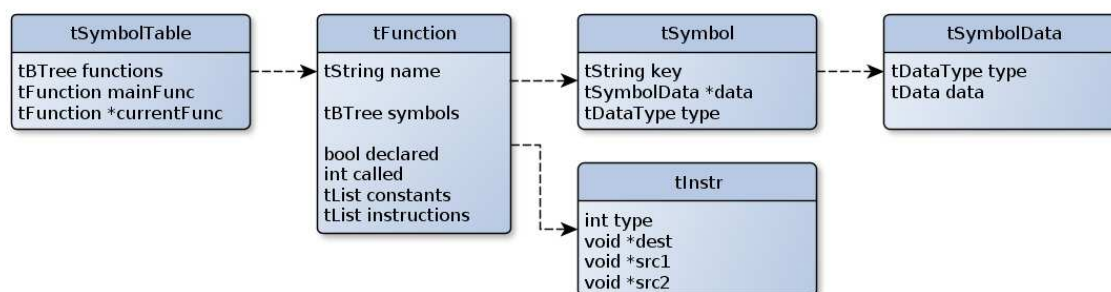 tSymbolTable
tBTree functions
tFunction mainFunc
tFunction *currentFunc
tFunction
tString name
tBTree symbols
bool declared
int called
tList constants
tList instructions
tSymbol
tString key
tSymbolData *data
tDataType type
tSymbolData
tDataType type
tData data
tInstr
int type
void *dest
void *src1
void *src2